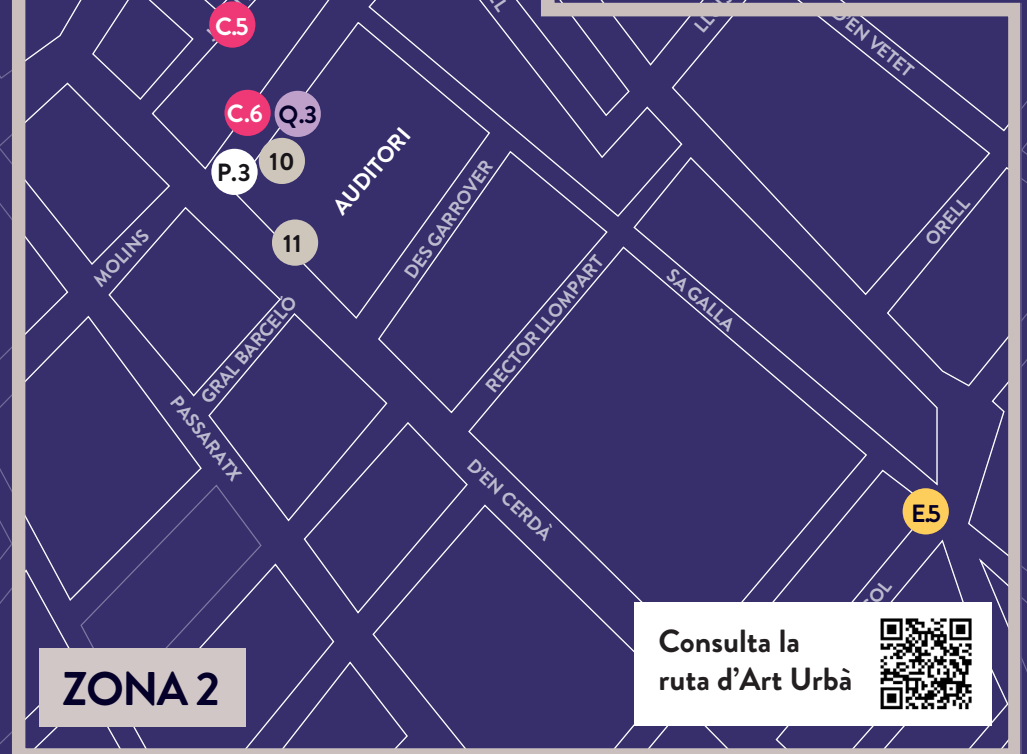 C.5
D'EN VETET
C.6
Q.3
10
P.3
AUDITORI
DES GARROVER
11
MOLINS
ORELL
SA GALLA
RECTOR LLOMPART
GRAL BARCELÓ
PASSARATX
D'EN CERDÀ
E.5
Consulta la
ruta d'Art Urbà
ZONA 2